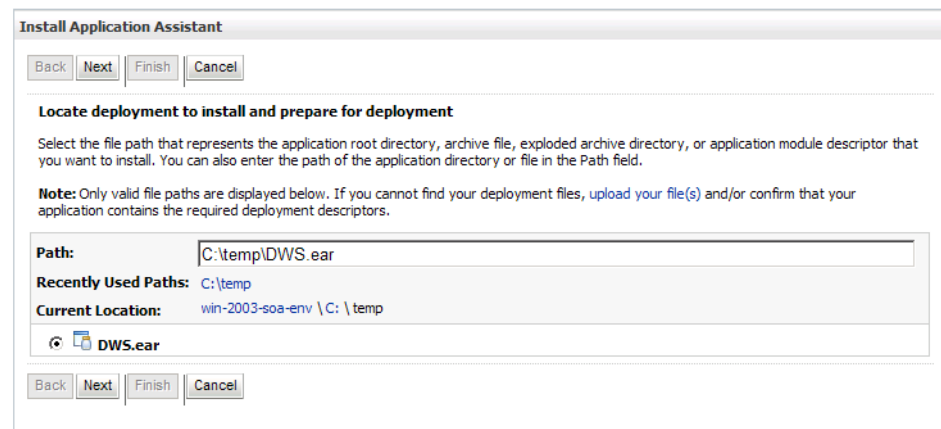 Install Application Assistant
Back Next Finish Cancel
Locate deployment to install and prepare for deployment
Select the file path that represents the application root directory, archive file, exploded archive directory, or application module descriptor that
you want to install. You can also enter the path of the application directory or file in the Path field.
Note: Only valid file paths are displayed below. If you cannot find your deployment files, upload your file(s) and/or confirm that your
application contains the required deployment descriptors.
Path: C:\temp\DWS.ear
Recently Used Paths: C:\temp
Current Location: win-2003-soa-env \ C: \ temp
DWS.ear
Back Next Finish Cancel